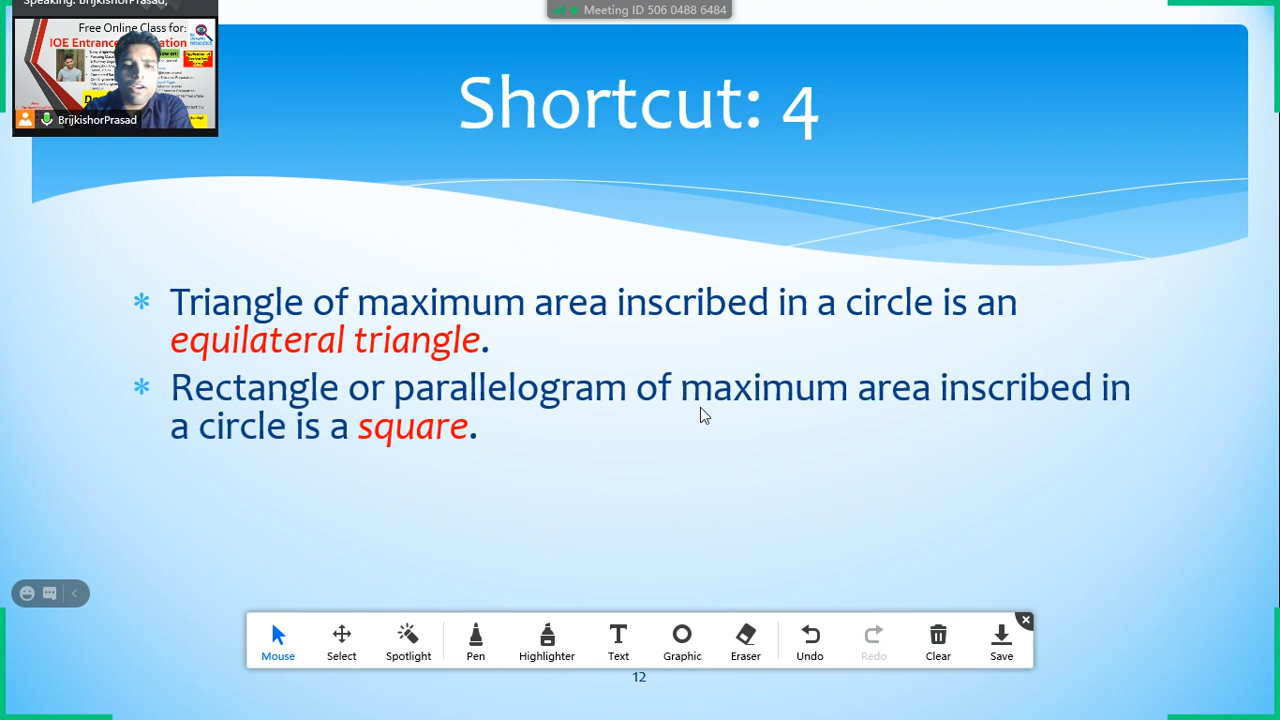 Speaking: BrijkishorPrasad,
Meeting ID 506 0488 6484
Free Online Class for:
IOE Entrance
BrijkishorPrasad
Shortcut: 4
Triangle of maximum area inscribed in a circle is an
equilateral triangle.
Rectangle or parallelogram of maximum area inscribed in
a circle is a square.
Mouse
Select
Spotlight
Pen
Highlighter
Text
Graphic
Eraser
Undo
Redo
Clear
Save
12